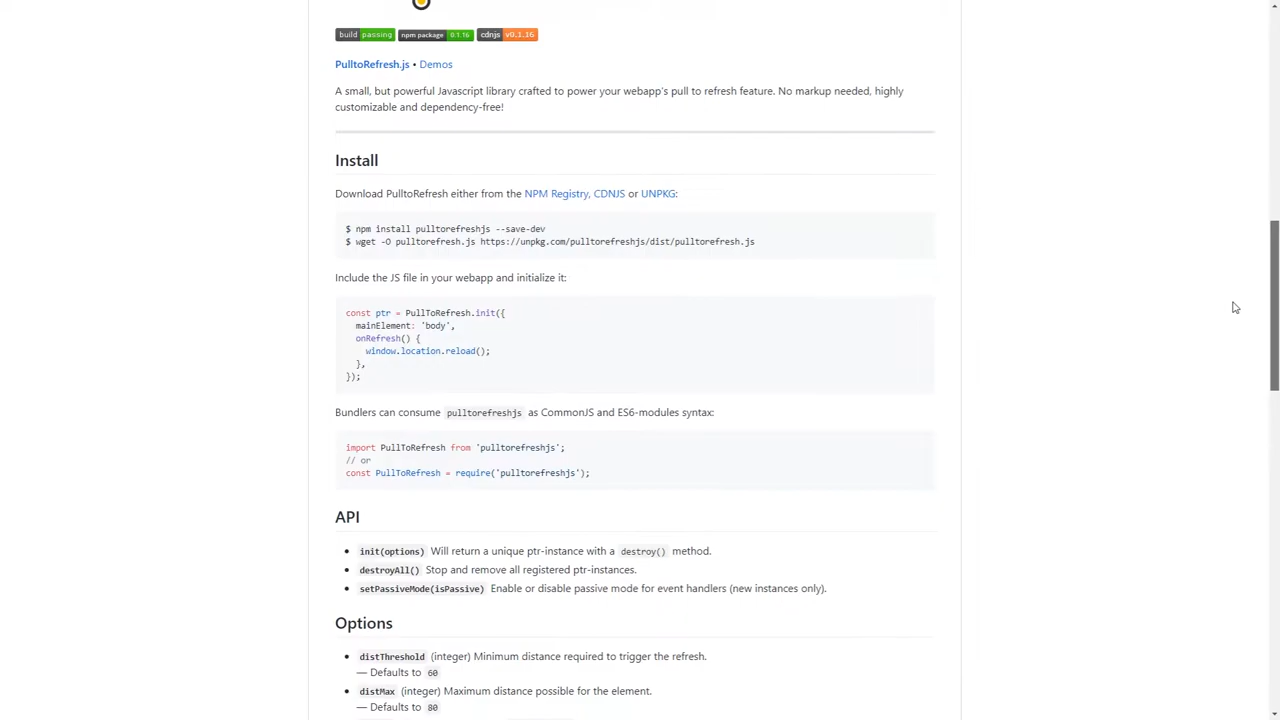 build passing npm package 0.1.16 cdnjs v0.1.16
PulltoRefresh.js • Demos
A small, but powerful Javascript library crafted to power your webapp's pull to refresh feature. No markup needed, highly
customizable and dependency-free!
Install
Download PulltoRefresh either from the NPM Registry, CDNJS or UNPKG:
$ npm install pulltorefreshjs --save-dev
$ wget -O pulltorefresh.js https://unpkg.com/pulltorefreshjs/dist/pulltorefresh.js
Include the JS file in your webapp and initialize it:
const ptr = PullToRefresh.init({
mainElement: 'body',
onRefresh() {
window.location.reload();
},
});
Bundlers can consume pulltorefreshjs as CommonJS and ES6-modules syntax:
import PullToRefresh from 'pulltorefreshjs';
// or
const PullToRefresh = require('pulltorefreshjs');
API
• init(options) Will return a unique ptr-instance with a destroy() method.
• destroyAll() Stop and remove all registered ptr-instances.
• setPassiveMode(isPassive) Enable or disable passive mode for event handlers (new instances only).
Options
• distThreshold (integer) Minimum distance required to trigger the refresh.
— Defaults to 60
• distMax (integer) Maximum distance possible for the element.
— Defaults to 80